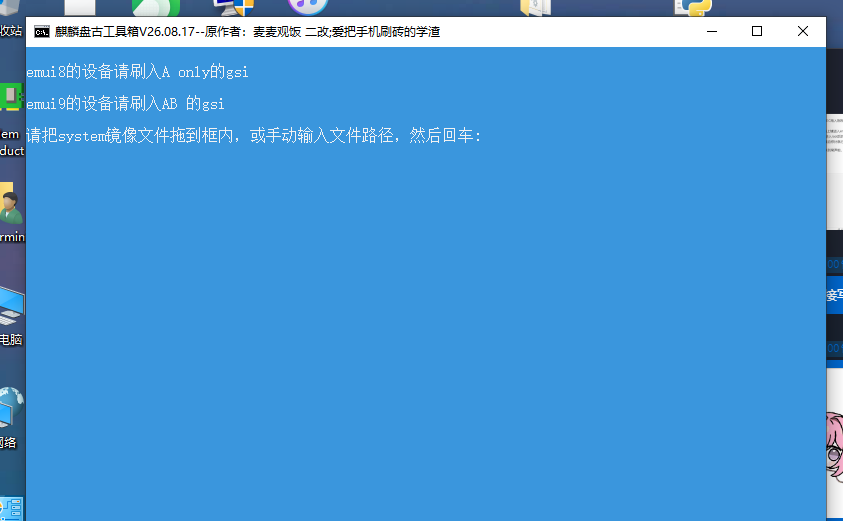 收站
麒麟盘古工具箱V26.08.17--原作者：麦麦观饭 二改;爱把手机刷砖的学渣
emui8的设备请刷入A only的gsi
emui9的设备请刷入AB 的gsi
em
duct
请把system镜像文件拖到框内，或手动输入文件路径，然后回车:
rmin
电脑
网络